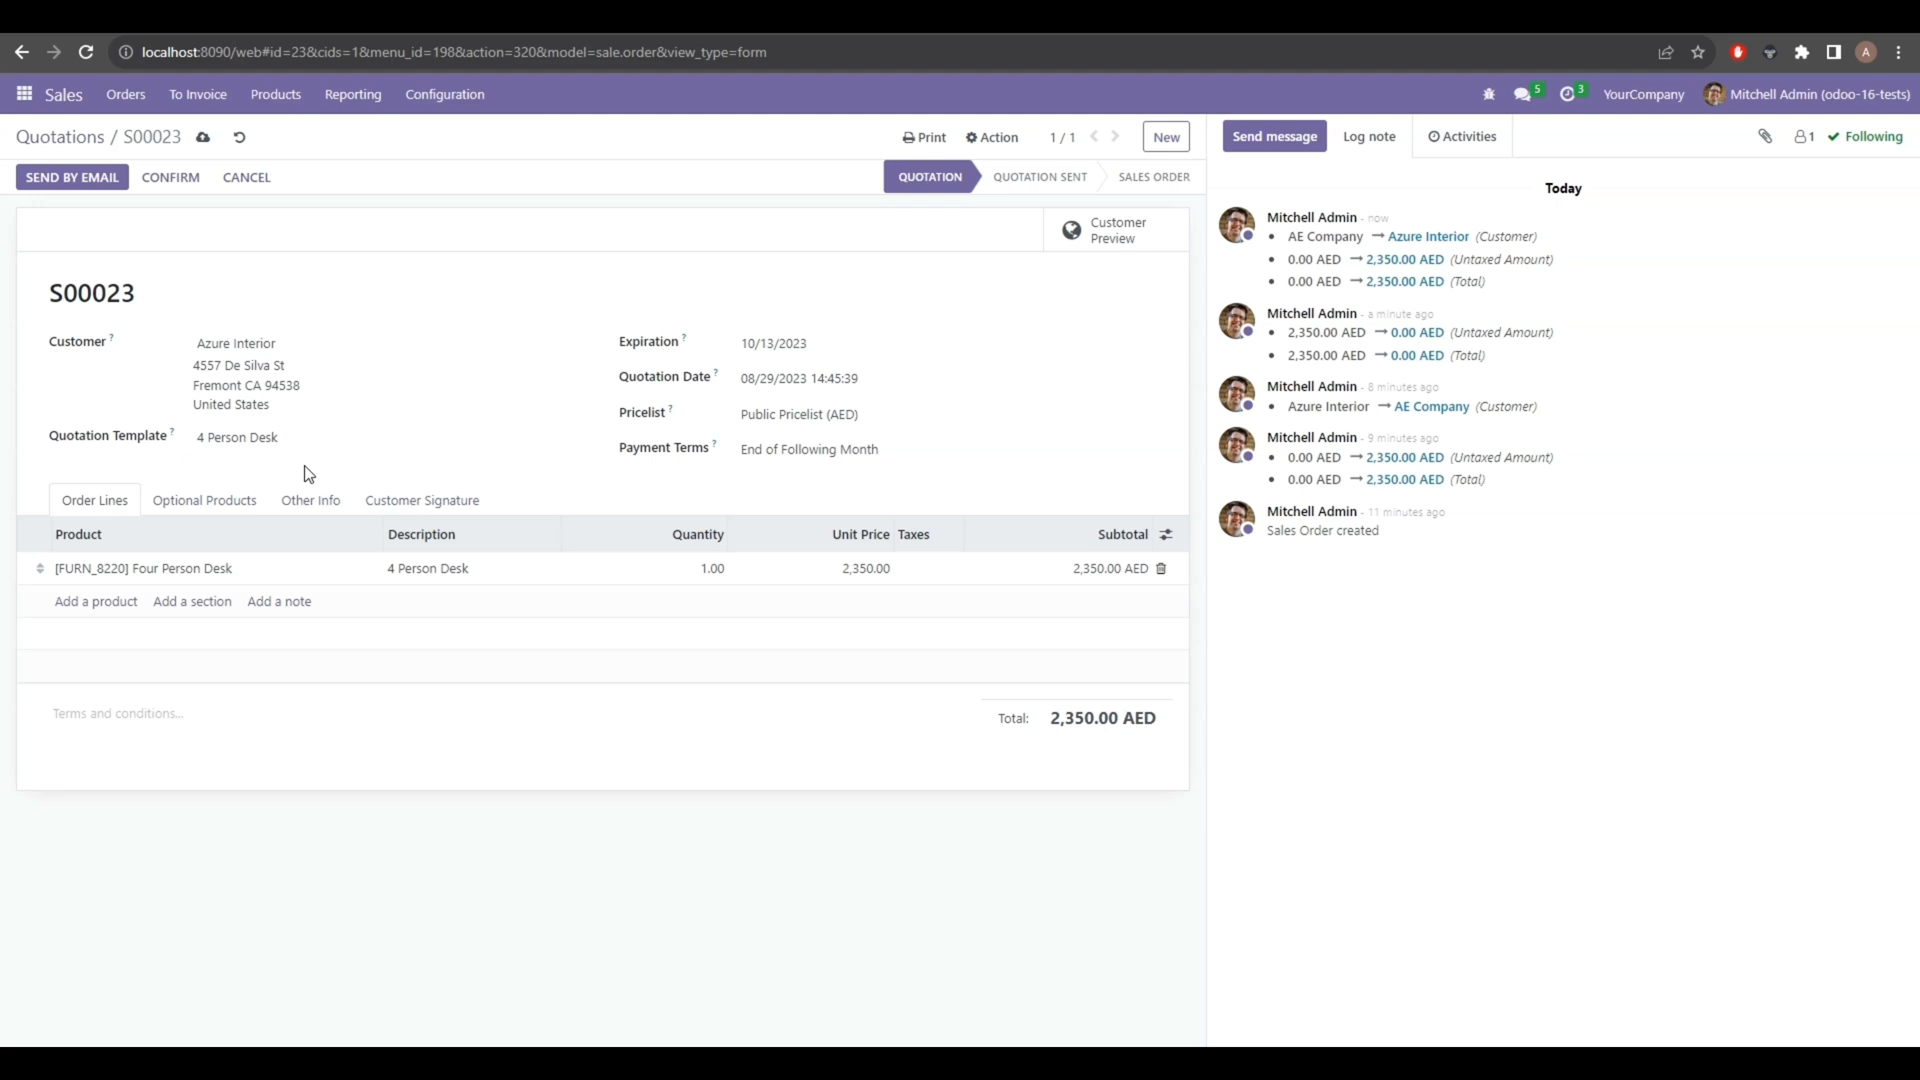 localhost:8090/web#id=23&cids=1&menu_id=198&action=320&model=sale.order&view_type=form
A
Sales Orders To Invoice Products Reporting Configuration 5 3 YourCompany Mitchell Admin (odoo-16-tests)
Quotations / S00023 Print Action 1 / 1 New
SEND BY EMAIL CONFIRM CANCEL QUOTATION QUOTATION SENT SALES ORDER
Customer
Preview
S00023
Customer ? Azure Interior
4557 De Silva St
Fremont CA 94538
United States
Quotation Template ? 4 Person Desk
Expiration ? 10/13/2023
Quotation Date ? 08/29/2023 14:45:39
Pricelist ? Public Pricelist (AED)
Payment Terms ? End of Following Month
Order Lines Optional Products Other Info Customer Signature
Product Description Quantity Unit Price Taxes Subtotal
[FURN_8220] Four Person Desk 4 Person Desk 1.00 2,350.00 2,350.00 AED
Add a product Add a section Add a note
Terms and conditions...
Total: 2,350.00 AED
Send message Log note Activities 1 Following
Today
Mitchell Admin - now
• AE Company → Azure Interior (Customer)
• 0.00 AED → 2,350.00 AED (Untaxed Amount)
• 0.00 AED → 2,350.00 AED (Total)
Mitchell Admin - a minute ago
• 2,350.00 AED → 0.00 AED (Untaxed Amount)
• 2,350.00 AED → 0.00 AED (Total)
Mitchell Admin - 8 minutes ago
• Azure Interior → AE Company (Customer)
Mitchell Admin - 9 minutes ago
• 0.00 AED → 2,350.00 AED (Untaxed Amount)
• 0.00 AED → 2,350.00 AED (Total)
Mitchell Admin - 11 minutes ago
Sales Order created